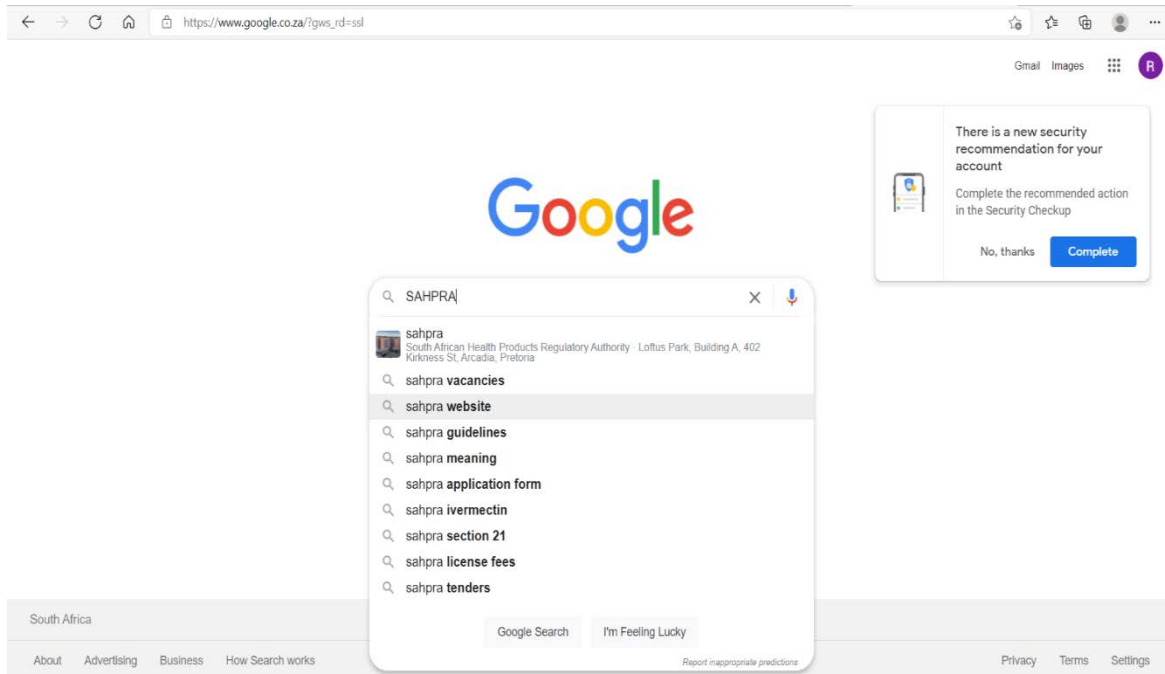 https://www.google.co.za/?gws_rd=ssl
Gmail Images
R
There is a new security
recommendation for your
account
Complete the recommended action
in the Security Checkup
No, thanks Complete
Google
SAHPRA
sahpra
South African Health Products Regulatory Authority · Loftus Park, Building A, 402
Kirkness St, Arcadia, Pretoria
sahpra vacancies
sahpra website
sahpra guidelines
sahpra meaning
sahpra application form
sahpra ivermectin
sahpra section 21
sahpra license fees
sahpra tenders
Google Search I'm Feeling Lucky
Report inappropriate predictions
South Africa
About Advertising Business How Search works Privacy Terms Settings